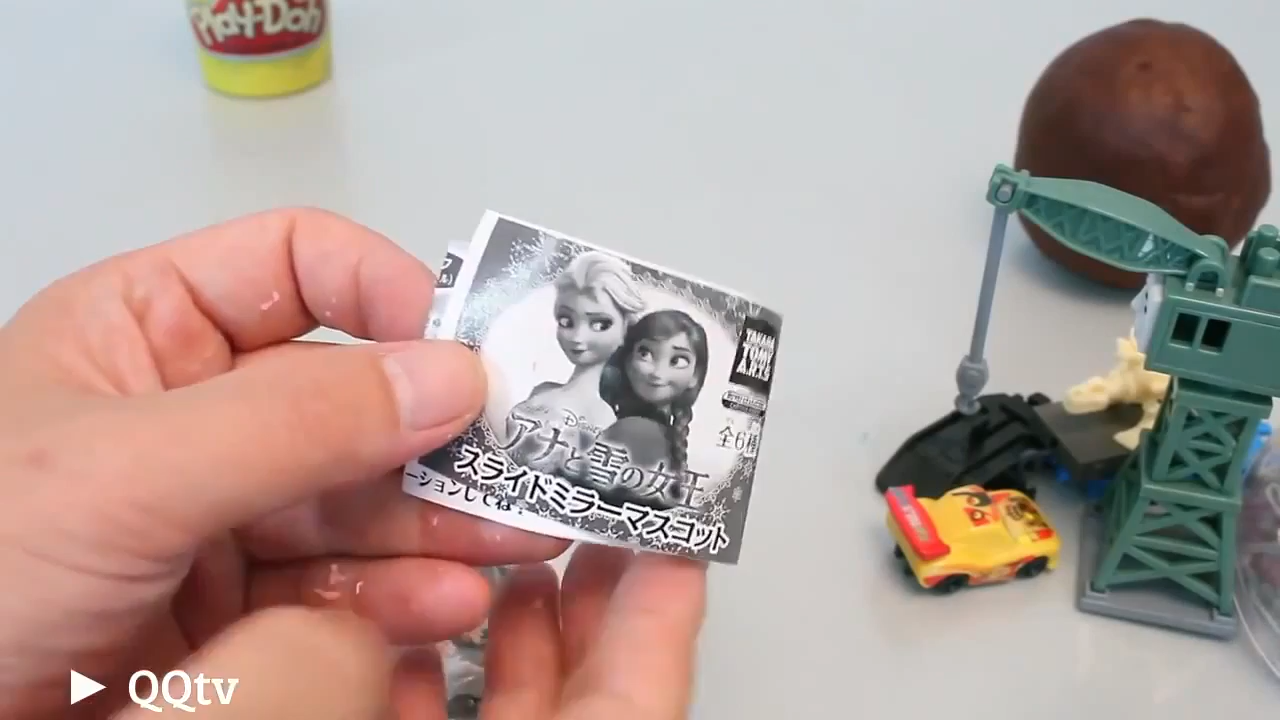 Play-Doh
TAKARA
TOMY
A.R.T.S
全6種
Disney
アナと雪の女王
スライドミラーマスコット
ーションしてね!
QQtv